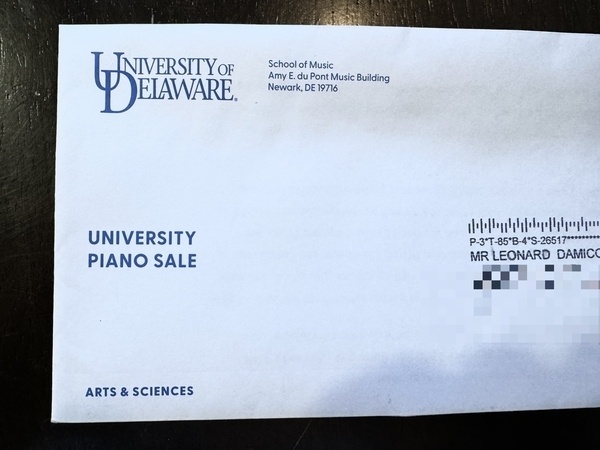 UNIVERSITY OF
DELAWARE.
School of Music
Amy E. du Pont Music Building
Newark, DE 19716
UNIVERSITY
PIANO SALE
P-3*T-85*B-4*S-26517**********
MR LEONARD DAMICO
ARTS & SCIENCES